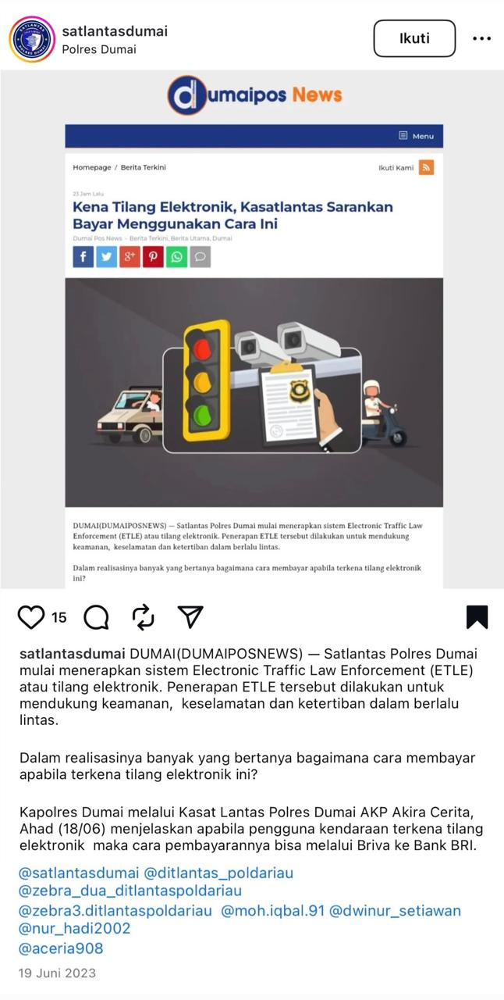 satlantasdumai
Polres Dumai
Ikuti
dumaipos News
Menu
Homepage / Berita Terkini
Ikuti Kami
23 Jam Lalu
Kena Tilang Elektronik, Kasatlantas Sarankan
Bayar Menggunakan Cara Ini
Dumai Pos News - Berita Terkini, Berita Utama, Dumai
DUMAI(DUMAIPOSNEWS) — Satlantas Polres Dumai mulai menerapkan sistem Electronic Traffic Law
Enforcement (ETLE) atau tilang elektronik. Penerapan ETLE tersebut dilakukan untuk mendukung
keamanan, keselamatan dan ketertiban dalam berlalu lintas.
Dalam realisasinya banyak yang bertanya bagaimana cara membayar apabila terkena tilang elektronik
ini?
15
satlantasdumai DUMAI(DUMAIPOSNEWS) — Satlantas Polres Dumai
mulai menerapkan sistem Electronic Traffic Law Enforcement (ETLE)
atau tilang elektronik. Penerapan ETLE tersebut dilakukan untuk
mendukung keamanan,  keselamatan dan ketertiban dalam berlalu
lintas.
Dalam realisasinya banyak yang bertanya bagaimana cara membayar
apabila terkena tilang elektronik ini?
Kapolres Dumai melalui Kasat Lantas Polres Dumai AKP Akira Cerita,
Ahad (18/06) menjelaskan apabila pengguna kendaraan terkena tilang
elektronik  maka cara pembayarannya bisa melalui Briva ke Bank BRI.
@satlantasdumai @ditlantas_poldariau
@zebra_dua_ditlantaspoldariau
@zebra3.ditlantaspoldariau  @moh.iqbal.91 @dwinur_setiawan
@nur_hadi2002
@aceria908
19 Juni 2023